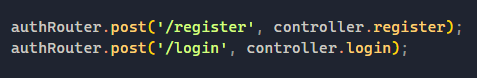 authRouter.post('/register', controller.register);
authRouter.post('/login', controller.login);